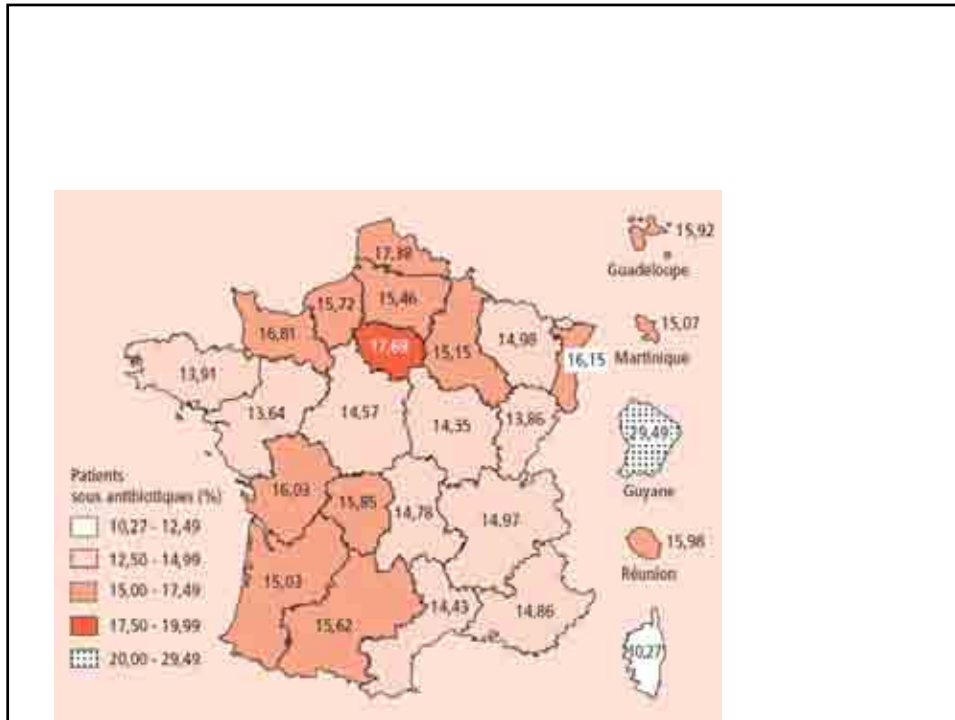 17,38
15,92
Guadeloupe
15,72
15,46
16,81
17,69
15,15
14,98
16,15
15,07
Martinique
13,91
13,64
14,57
14,35
13,86
29,49
Guyane
Patients
sous antibiotiques (%)
10,27 - 12,49
12,50 - 14,99
15,00 - 17,49
17,50 - 19,99
20,00 - 29,49
16,03
15,85
14,78
14,97
15,98
Réunion
15,03
15,62
14,43
14,86
10,27